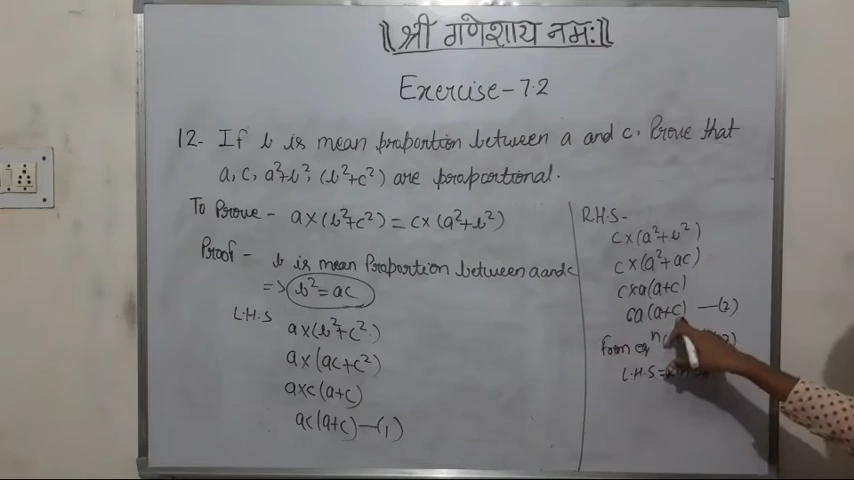 ॥ श्री गणेशाय नमः ॥
Exercise-7.2
12- If b is mean proportion between a and c. Prove that
a, c, a²+b², (b²+c²) are proportional.
To Prove - a×(b²+c²) = c×(a²+b²)
Proof - b is mean Proportion between a and c
=> b² = ac
L.H.S
a×(b²+c²)
a×(ac+c²)
a×c(a+c)
ac(a+c) —(1)
R.H.S-
c×(a²+b²)
c×(a²+ac)
c×a(a+c)
ca(a+c) —(2)
from eqⁿ
L.H.S =